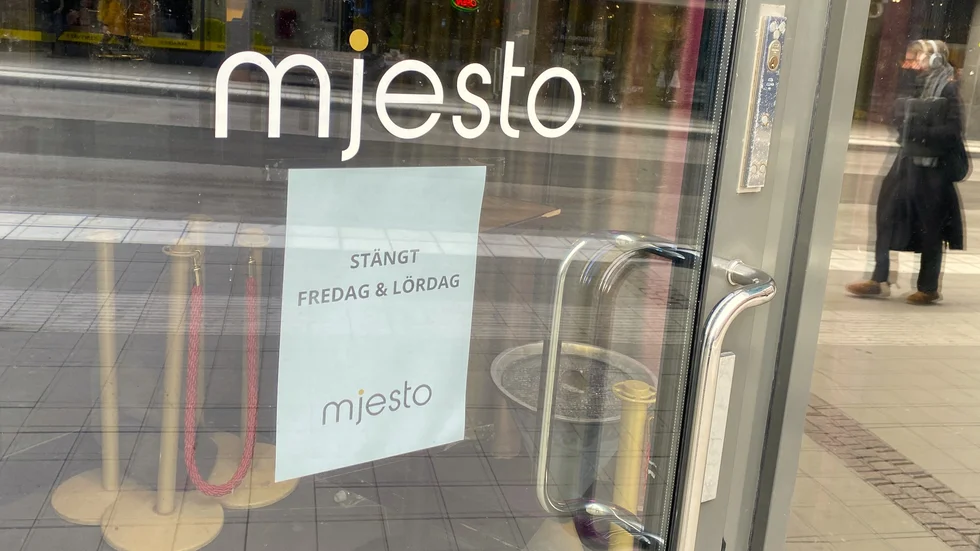 mjesto
STÄNGT
FREDAG & LÖRDAG
mjesto